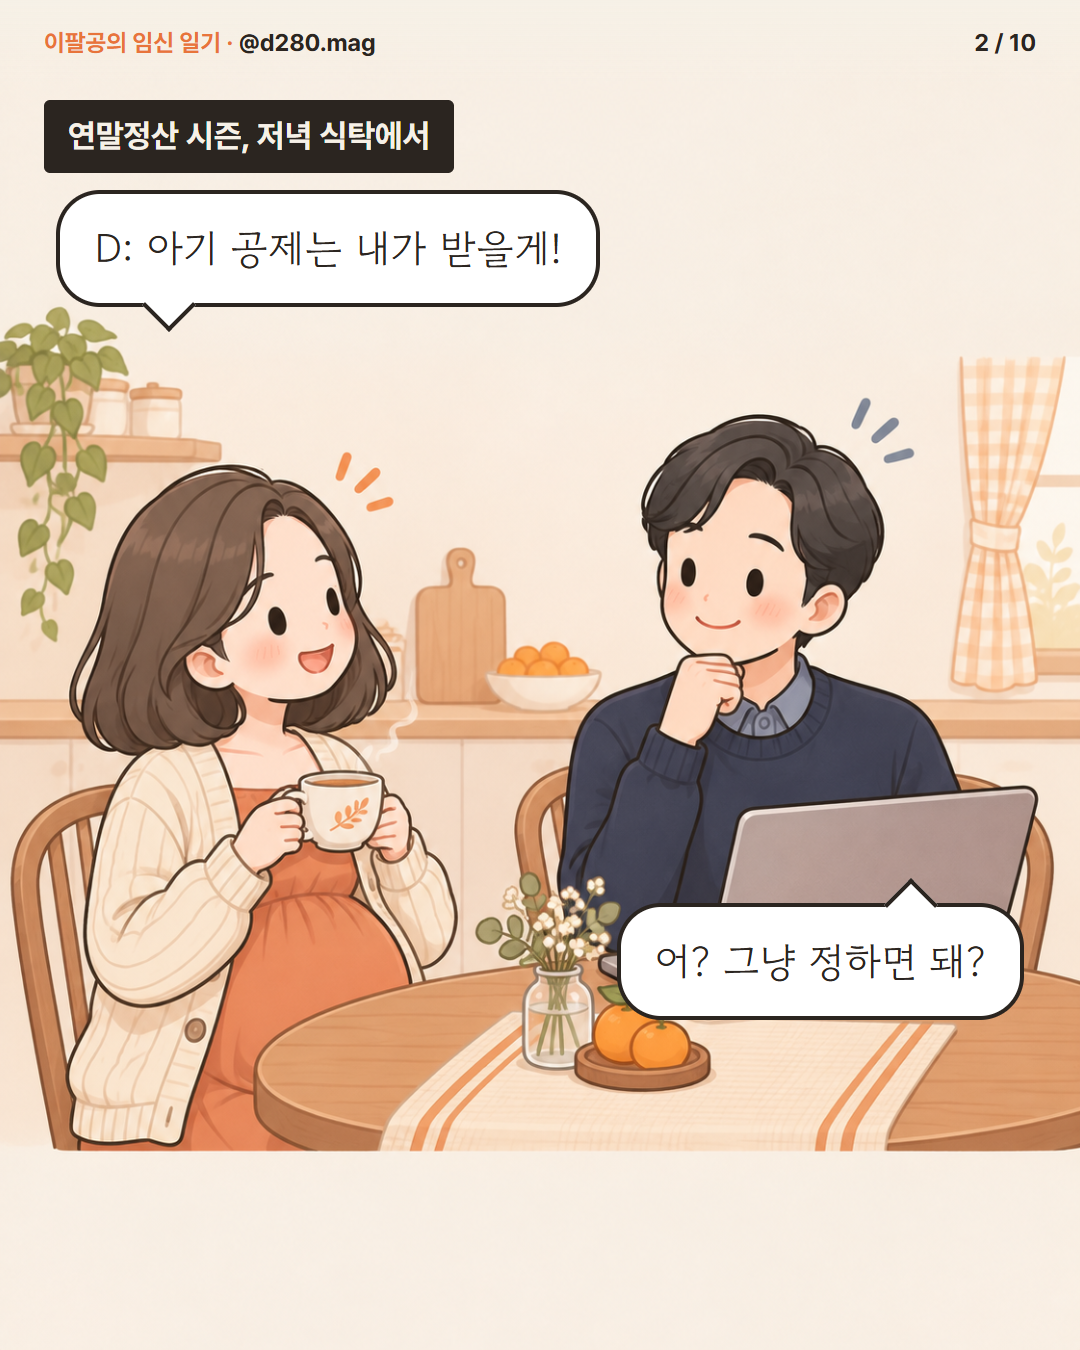 이팔공의 임신 일기 · @d280.mag
2 / 10
연말정산 시즌, 저녁 식탁에서
D: 아기 공제는 내가 받을게!
어? 그냥 정하면 돼?